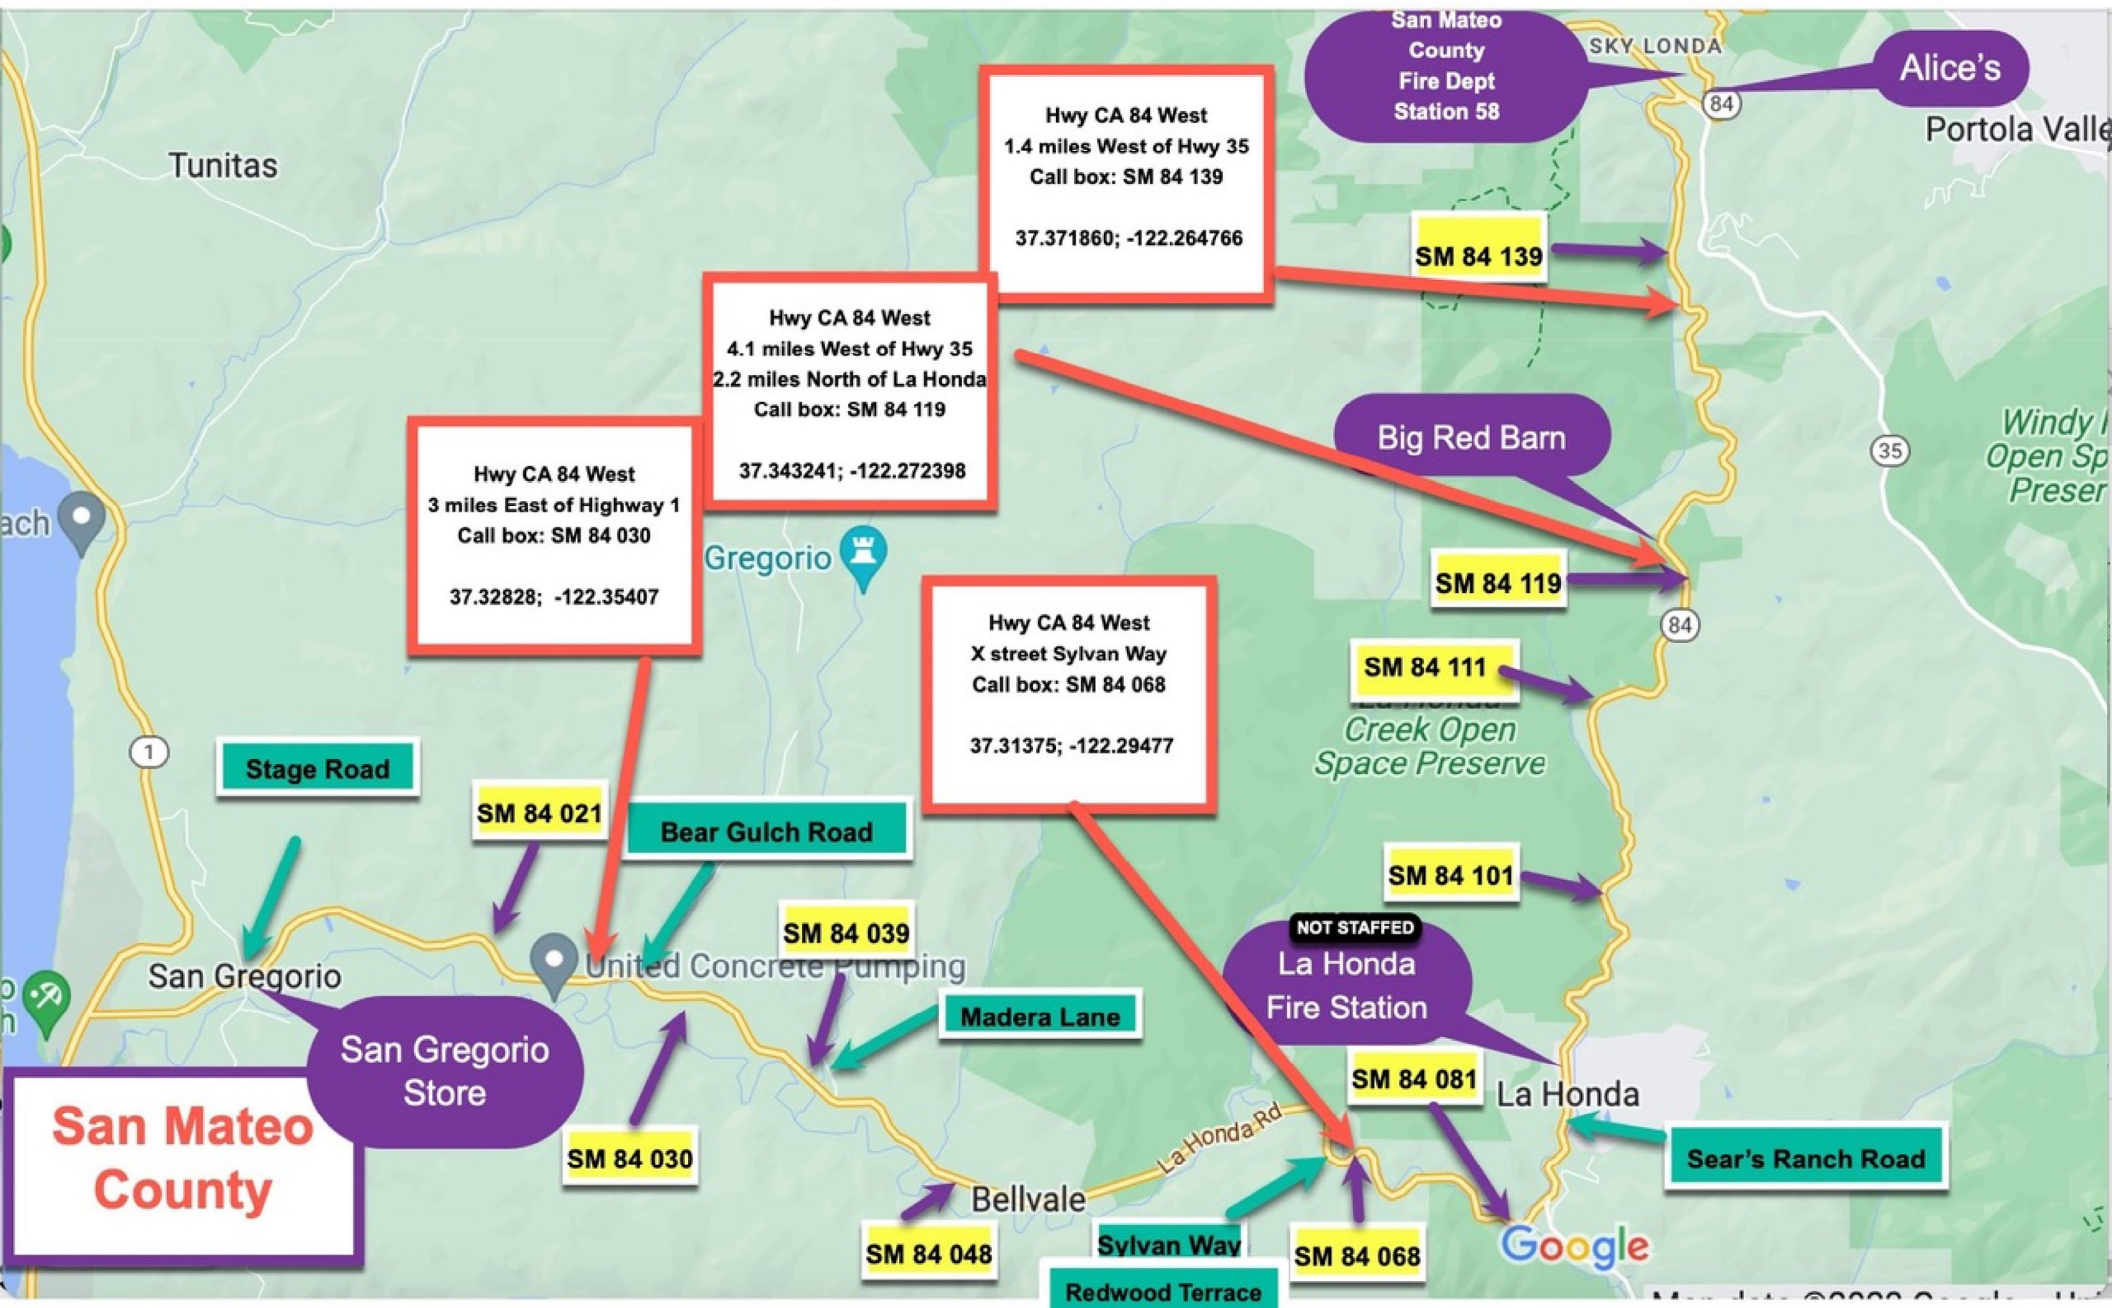 San Mateo
County
Fire Dept
Station 58
SKY LONDA
Alice's
84
Portola Valle
Hwy CA 84 West
1.4 miles West of Hwy 35
Call box: SM 84 139
37.371860; -122.264766
Tunitas
SM 84 139
Hwy CA 84 West
4.1 miles West of Hwy 35
2.2 miles North of La Honda
Call box: SM 84 119
37.343241; -122.272398
Big Red Barn
35
Windy
Open Sp
Preser
Hwy CA 84 West
3 miles East of Highway 1
Call box: SM 84 030
37.32828; -122.35407
ach
Gregorio
SM 84 119
84
Hwy CA 84 West
X street Sylvan Way
Call box: SM 84 068
37.31375; -122.29477
SM 84 111
La Honda
Creek Open
Space Preserve
1
Stage Road
SM 84 021
Bear Gulch Road
SM 84 101
SM 84 039
NOT STAFFED
La Honda
Fire Station
San Gregorio
United Concrete Pumping
Madera Lane
San Gregorio
Store
SM 84 081
La Honda
San Mateo
County
SM 84 030
La Honda Rd
Sear's Ranch Road
Bellvale
SM 84 048
Sylvan Way
SM 84 068
Google
Redwood Terrace